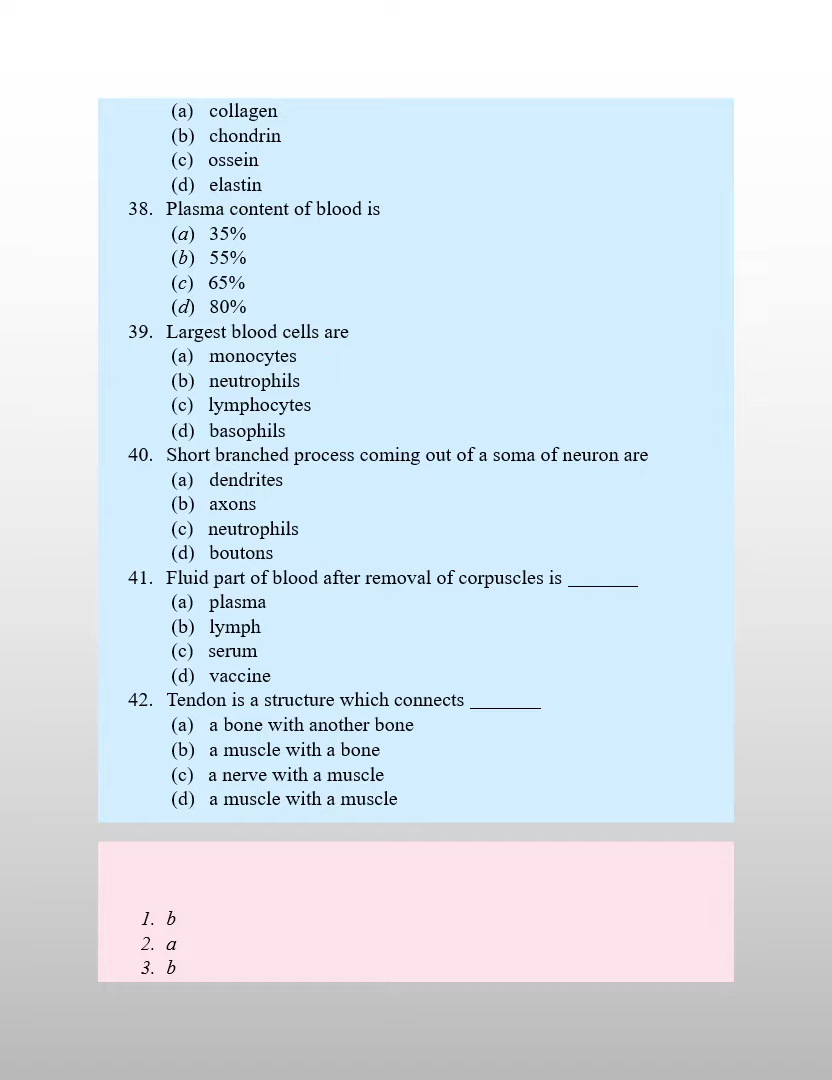 (a) collagen
(b) chondrin
(c) ossein
(d) elastin
38. Plasma content of blood is
(a) 35%
(b) 55%
(c) 65%
(d) 80%
39. Largest blood cells are
(a) monocytes
(b) neutrophils
(c) lymphocytes
(d) basophils
40. Short branched process coming out of a soma of neuron are
(a) dendrites
(b) axons
(c) neutrophils
(d) boutons
41. Fluid part of blood after removal of corpuscles is _______
(a) plasma
(b) lymph
(c) serum
(d) vaccine
42. Tendon is a structure which connects _______
(a) a bone with another bone
(b) a muscle with a bone
(c) a nerve with a muscle
(d) a muscle with a muscle
1. b
2. a
3. b